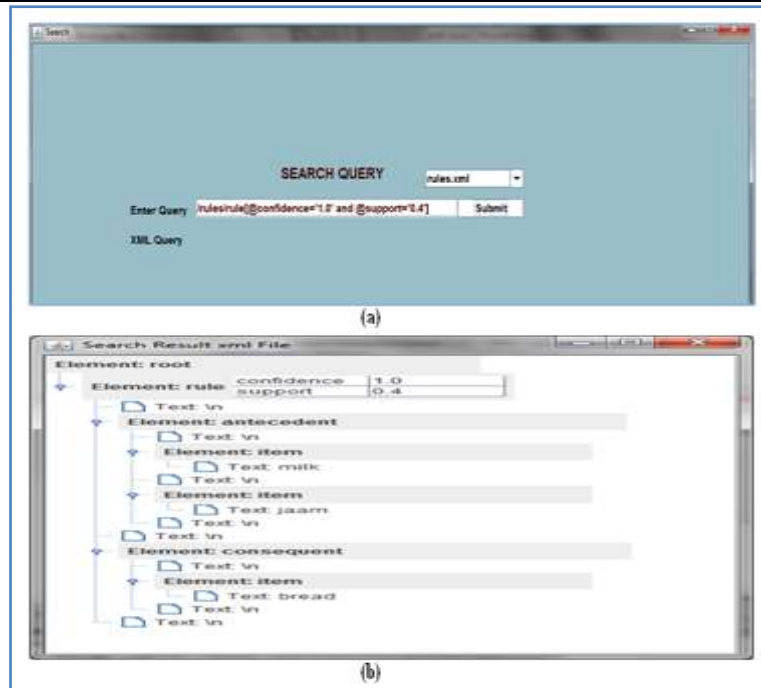 Search
SEARCH QUERY
rules.xml
Enter Query
/rules/rule[@confidence='1.0' and @support='0.4']
Submit
XML Query
(a)
Search Result xml File
Element: root
Element: rule
confidence 1.0
support 0.4
Text: \n
Element: antecedent
Text: \n
Element: item
Text: milk
Text: \n
Element: item
Text: jaam
Text: \n
Text: \n
Element: consequent
Text: \n
Element: item
Text: bread
Text: \n
Text: \n
(b)